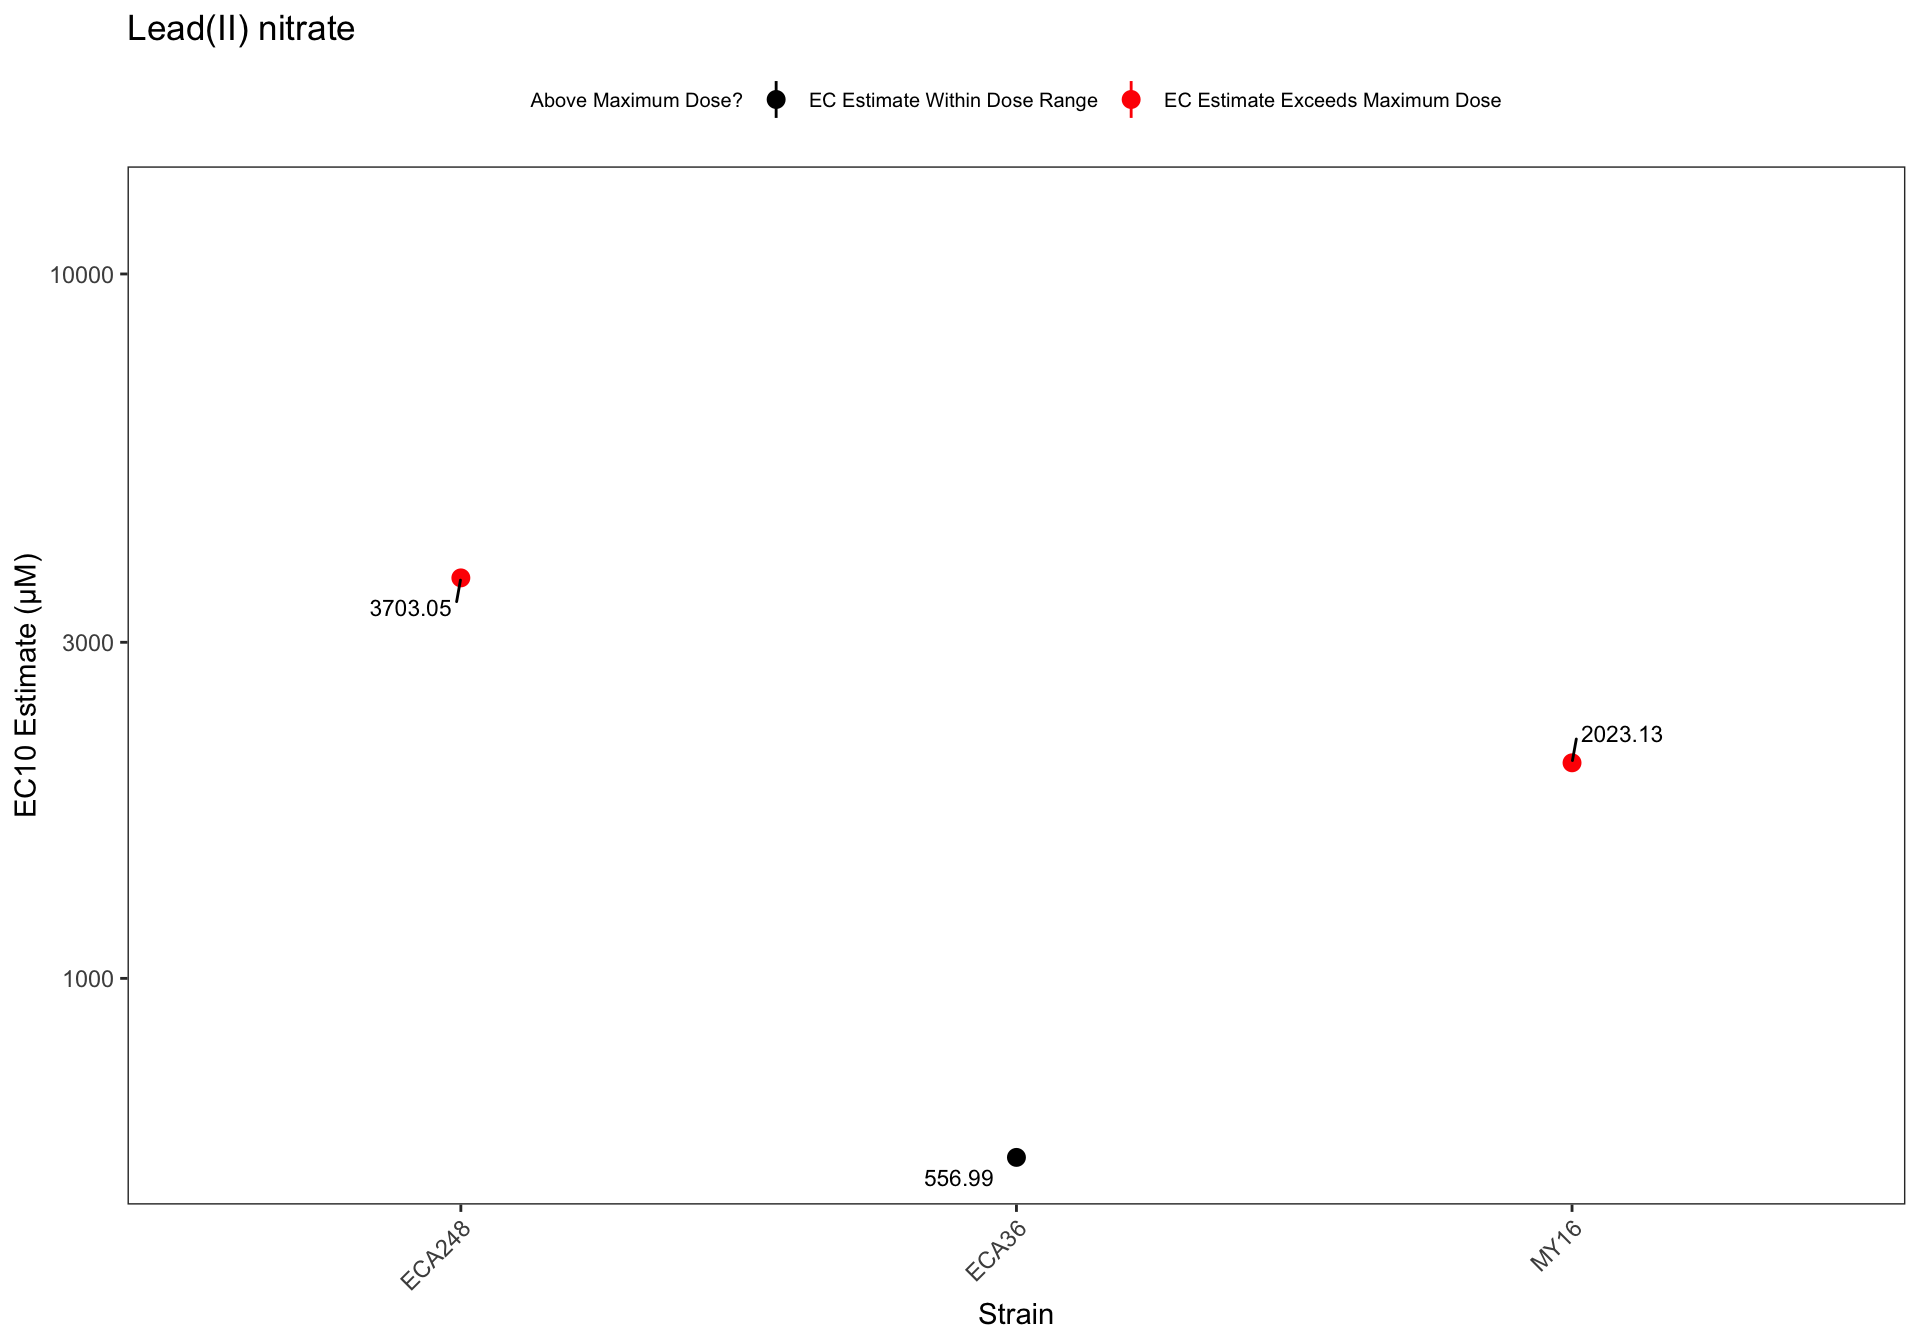 Lead(II) nitrate
Above Maximum Dose? EC Estimate Within Dose Range EC Estimate Exceeds Maximum Dose
EC10 Estimate (µM)
10000
3000
1000
3703.05
2023.13
556.99
ECA248
ECA36
MY16
Strain